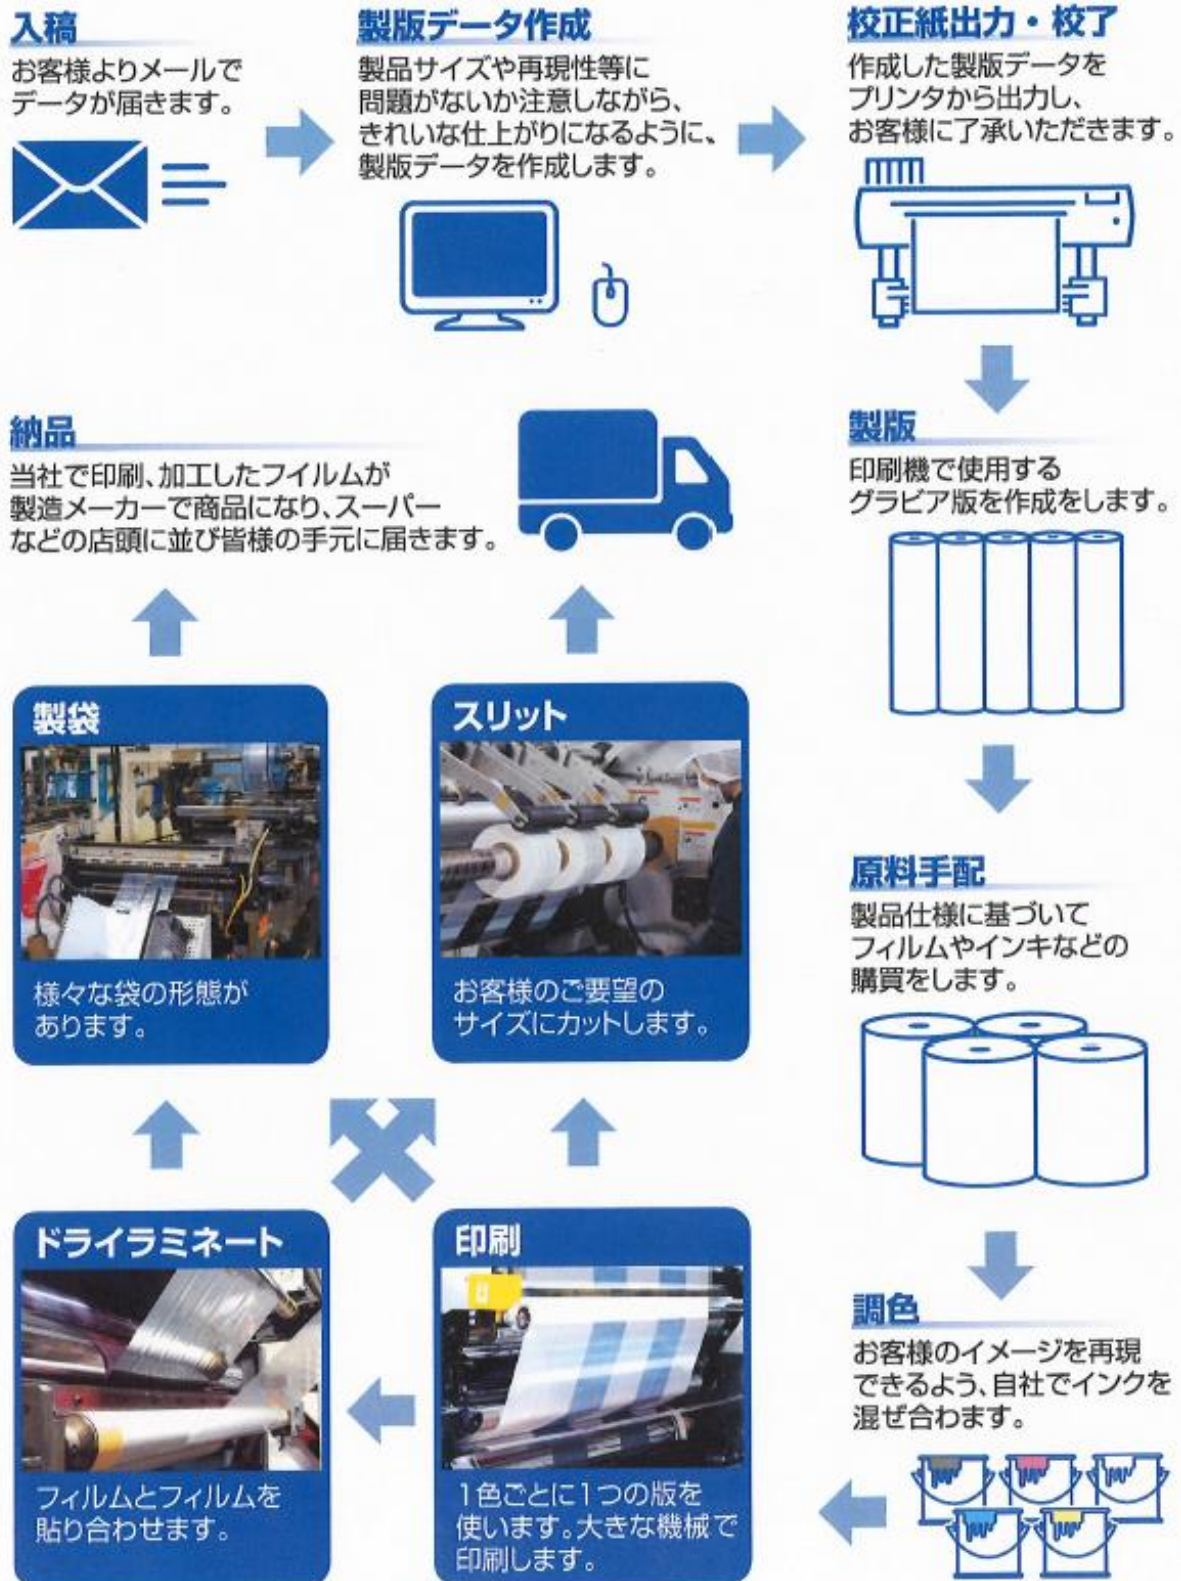 入稿
お客様よりメールで
データが届きます。
製版データ作成
製品サイズや再現性等に
問題がないか注意しながら、
きれいな仕上がりになるように、
製版データを作成します。
校正紙出力・校了
作成した製版データを
プリンタから出力し、
お客様に了承いただきます。
製版
印刷機で使用する
グラビア版を作成をします。
原料手配
製品仕様に基づいて
フィルムやインキなどの
購買をします。
調色
お客様のイメージを再現
できるよう、自社でインクを
混ぜ合わます。
印刷
1色ごとに1つの版を
使います。大きな機械で
印刷します。
ドライラミネート
フィルムとフィルムを
貼り合わせます。
スリット
お客様のご要望の
サイズにカットします。
製袋
様々な袋の形態が
あります。
納品
当社で印刷、加工したフイルムが
製造メーカーで商品になり、スーパー
などの店頭に並び皆様の手元に届きます。